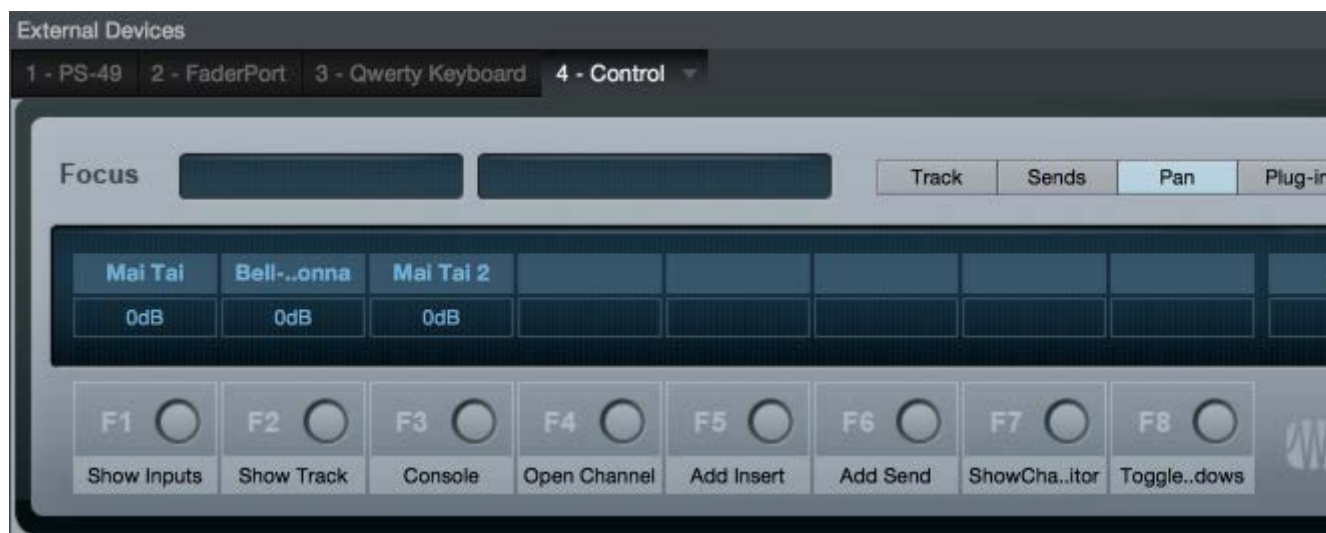 External Devices
1 - PS-49 2 - FaderPort 3 - Qwerty Keyboard 4 - Control
Focus Track Sends Pan Plug-in
Mai Tai Bell-..onna Mai Tai 2
0dB 0dB 0dB
F1 F2 F3 F4 F5 F6 F7 F8
Show Inputs Show Track Console Open Channel Add Insert Add Send ShowCha..itor Toggle..dows